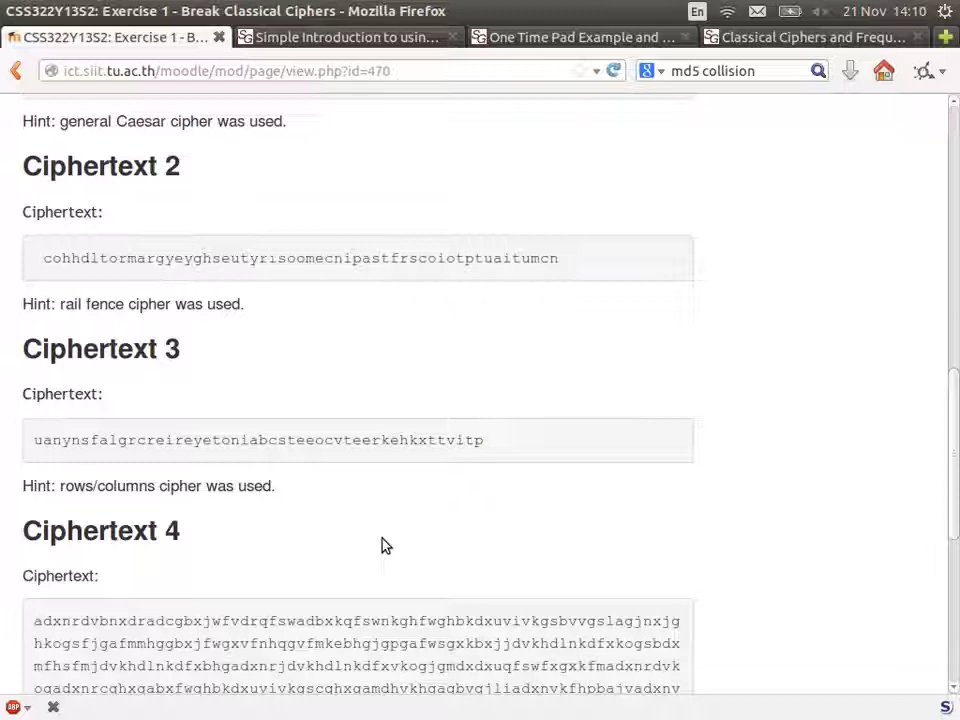 CSS322Y13S2: Exercise 1 - Break Classical Ciphers - Mozilla Firefox
En
21 Nov 14:10
CSS322Y13S2: Exercise 1 - B...
Simple Introduction to usin...
One Time Pad Example and ...
Classical Ciphers and Frequ...
ict.siit.tu.ac.th/moodle/mod/page/view.php?id=470
md5 collision
Hint: general Caesar cipher was used.
Ciphertext 2
Ciphertext:
cohhdltormargyeyghseutyrisoomecnipastfrscoiotptuaitumcn
Hint: rail fence cipher was used.
Ciphertext 3
Ciphertext:
uanynsfalgrcreireyetoniabcsteeocvteerkehkxttvitp
Hint: rows/columns cipher was used.
Ciphertext 4
Ciphertext:
adxnrdvbnxdradcgbxjwfvdrqfswadbxkqfswnkghfwghbkdxuvivkgsbvvgslagjnxjg
hkogsfjgafmmhggbxjfwgxvfnhqgvfmkebhgjgpgafwsgxkbxjjdvkhdlnkdfxkogsbdx
mfhsfmjdvkhdlnkdfxbhgadxnrjdvkhdlnkdfxvkogjgmdxdxuqfswfxgxkfmadxnrdvk
ogadxnrcghxgabxfwghbkdxuvivkgscghxgamdhvkhgagbvgjliadxnvkfhpbajvadxnv
ABP
S